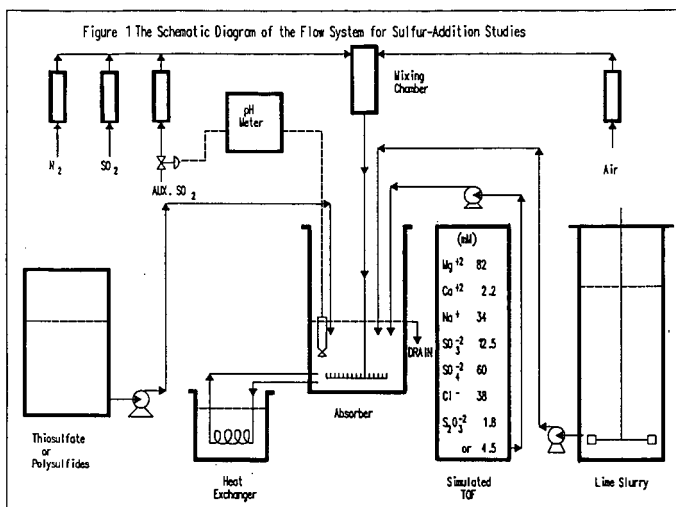 Figure 1 The Schematic Diagram of the Flow System for Sulfur-Addition Studies
Mixing
Chamber
pH
Meter
N2
SO2
AUX. SO2
Air
(mM)
Mg+2 82
Ca+2 2.2
Na+ 34
SO3-2 12.5
SO4-2 60
Cl- 38
S2O3-2 1.8
or 4.5
DRAIN
Absorber
Thiosulfate
or
Polysulfides
Heat
Exchanger
Simulated
TOF
Lime Slurry